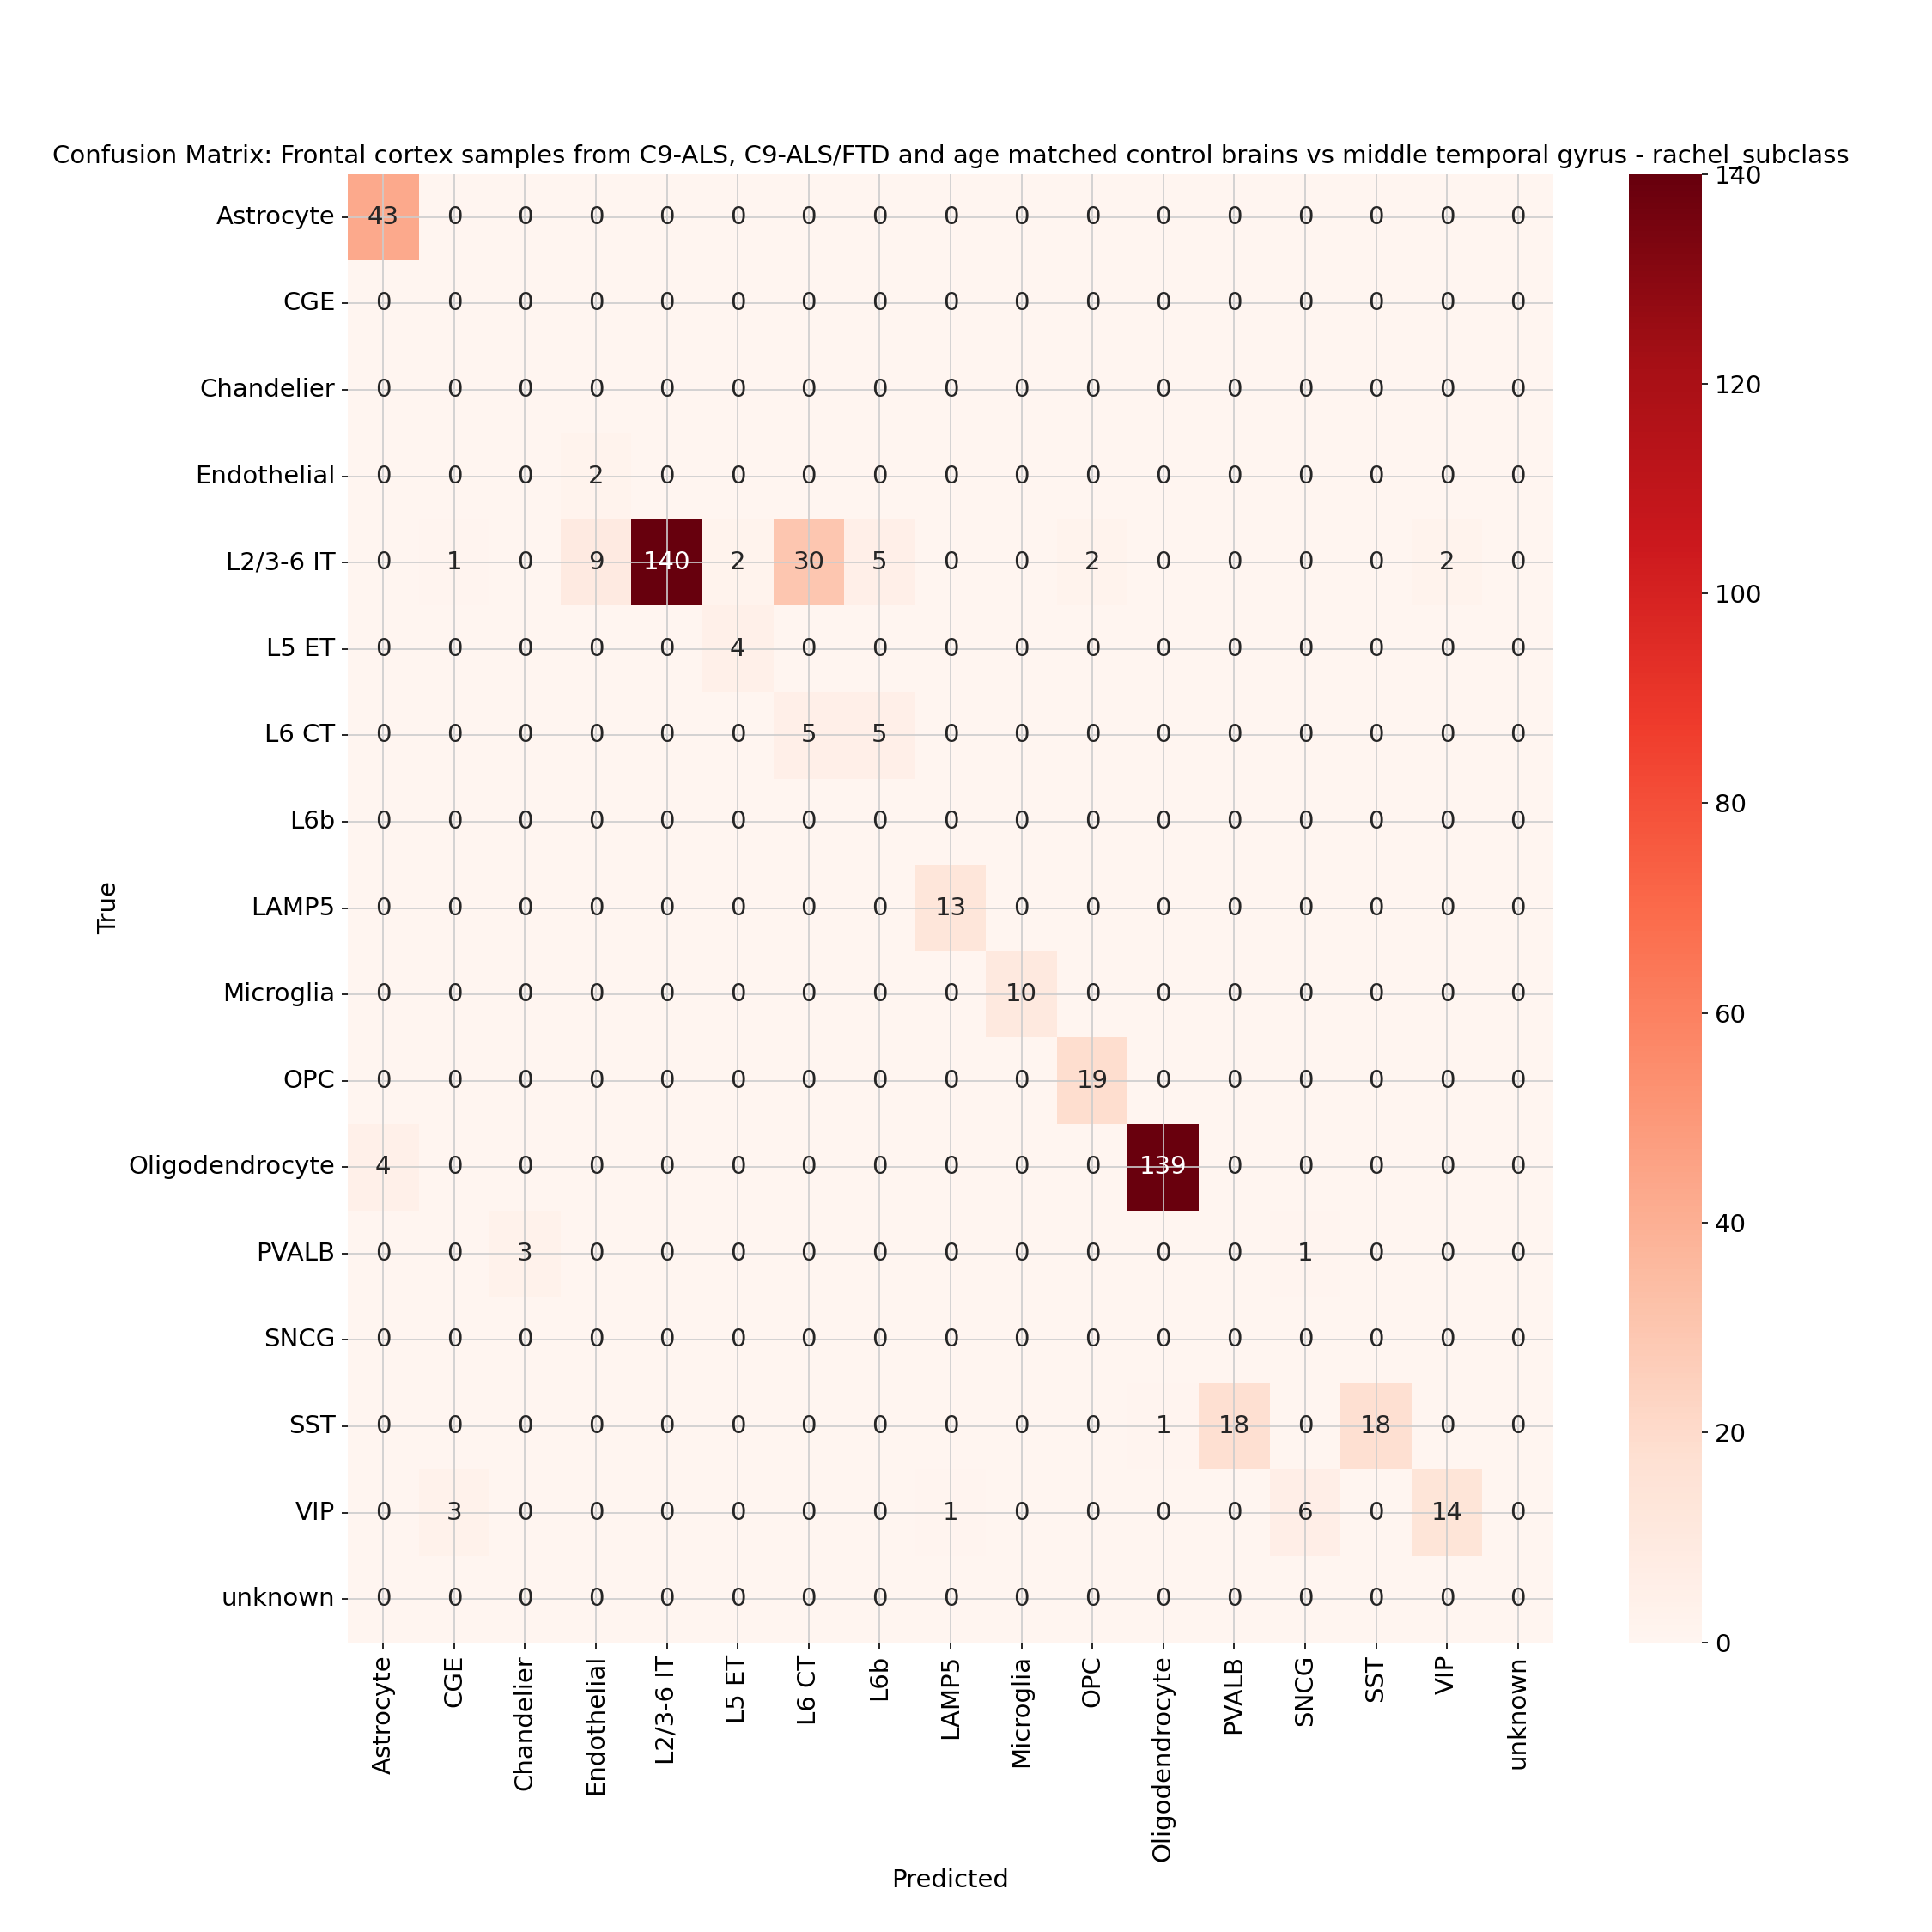 Confusion Matrix: Frontal cortex samples from C9-ALS, C9-ALS/FTD and age matched control brains vs middle temporal gyrus - rachel_subclass
Astrocyte 43 0 0 0 0 0 0 0 0 0 0 0 0 0 0 0 0
CGE 0 0 0 0 0 0 0 0 0 0 0 0 0 0 0 0 0
Chandelier 0 0 0 0 0 0 0 0 0 0 0 0 0 0 0 0 0
Endothelial 0 0 0 2 0 0 0 0 0 0 0 0 0 0 0 0 0
L2/3-6 IT 0 1 0 9 140 2 30 5 0 0 2 0 0 0 0 2 0
L5 ET 0 0 0 0 0 4 0 0 0 0 0 0 0 0 0 0 0
L6 CT 0 0 0 0 0 0 5 5 0 0 0 0 0 0 0 0 0
L6b 0 0 0 0 0 0 0 0 0 0 0 0 0 0 0 0 0
LAMP5 0 0 0 0 0 0 0 0 13 0 0 0 0 0 0 0 0
Microglia 0 0 0 0 0 0 0 0 0 10 0 0 0 0 0 0 0
OPC 0 0 0 0 0 0 0 0 0 0 19 0 0 0 0 0 0
Oligodendrocyte 4 0 0 0 0 0 0 0 0 0 0 139 0 0 0 0 0
PVALB 0 0 3 0 0 0 0 0 0 0 0 0 0 1 0 0 0
SNCG 0 0 0 0 0 0 0 0 0 0 0 0 0 0 0 0 0
SST 0 0 0 0 0 0 0 0 0 0 0 1 18 0 18 0 0
VIP 0 3 0 0 0 0 0 0 1 0 0 0 0 6 0 14 0
unknown 0 0 0 0 0 0 0 0 0 0 0 0 0 0 0 0 0
True
Astrocyte
CGE
Chandelier
Endothelial
L2/3-6 IT
L5 ET
L6 CT
L6b
LAMP5
Microglia
OPC
Oligodendrocyte
PVALB
SNCG
SST
VIP
unknown
Predicted
140
120
100
80
60
40
20
0